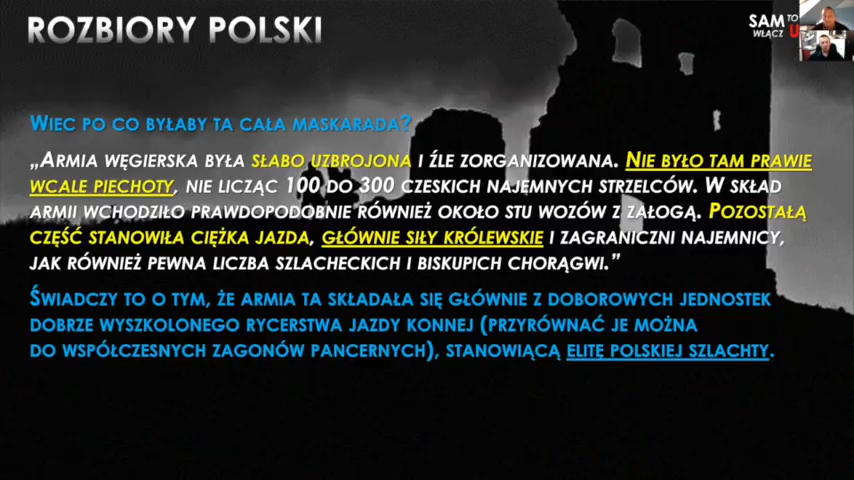 ROZBIORY POLSKI
SAM TO
WŁĄCZ U
WIEC PO CO BYŁABY TA CAŁA MASKARADA?
„ARMIA WĘGIERSKA BYŁA SŁABO UZBROJONA I ŹLE ZORGANIZOWANA. NIE BYŁO TAM PRAWIE
WCALE PIECHOTY, NIE LICZĄC 100 DO 300 CZESKICH NAJEMNYCH STRZELCÓW. W SKŁAD
ARMII WCHODZIŁO PRAWDOPODOBNIE RÓWNIEŻ OKOŁO STU WOZÓW Z ZAŁOGĄ. POZOSTAŁĄ
CZĘŚĆ STANOWIŁA CIĘŻKA JAZDA, GŁÓWNIE SIŁY KRÓLEWSKIE I ZAGRANICZNI NAJEMNICY,
JAK RÓWNIEŻ PEWNA LICZBA SZLACHECKICH I BISKUPICH CHORĄGWI.”
ŚWIADCZY TO O TYM, ŻE ARMIA TA SKŁADAŁA SIĘ GŁÓWNIE Z DOBOROWYCH JEDNOSTEK
DOBRZE WYSZKOLONEGO RYCERSTWA JAZDY KONNEJ (PRZYRÓWNAĆ JE MOŻNA
DO WSPÓŁCZESNYCH ZAGONÓW PANCERNYCH), STANOWIĄCĄ ELITĘ POLSKIEJ SZLACHTY.